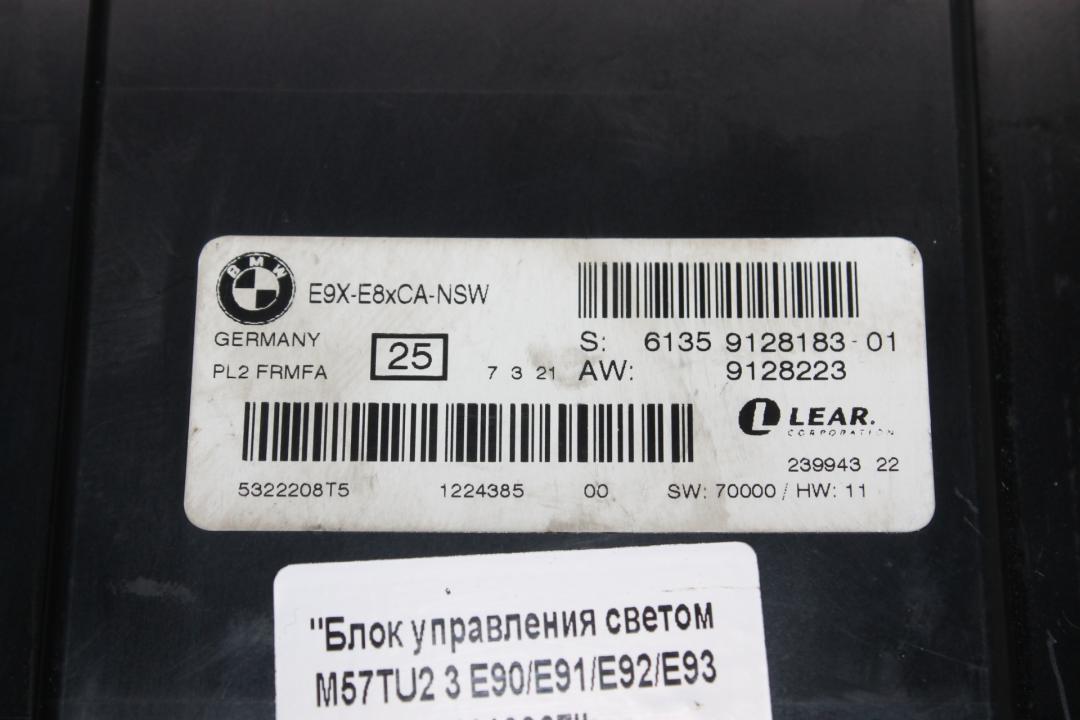 BMW
E9X-E8xCA-NSW
GERMANY
PL2 FRMFA
25
7 3 21
S: 6135 9128183-01
AW: 9128223
LEAR.
CORPORATION
239943 22
5322208T5 1224385 00 SW: 70000 / HW: 11
"Блок управления светом
M57TU2 3 E90/E91/E92/E93